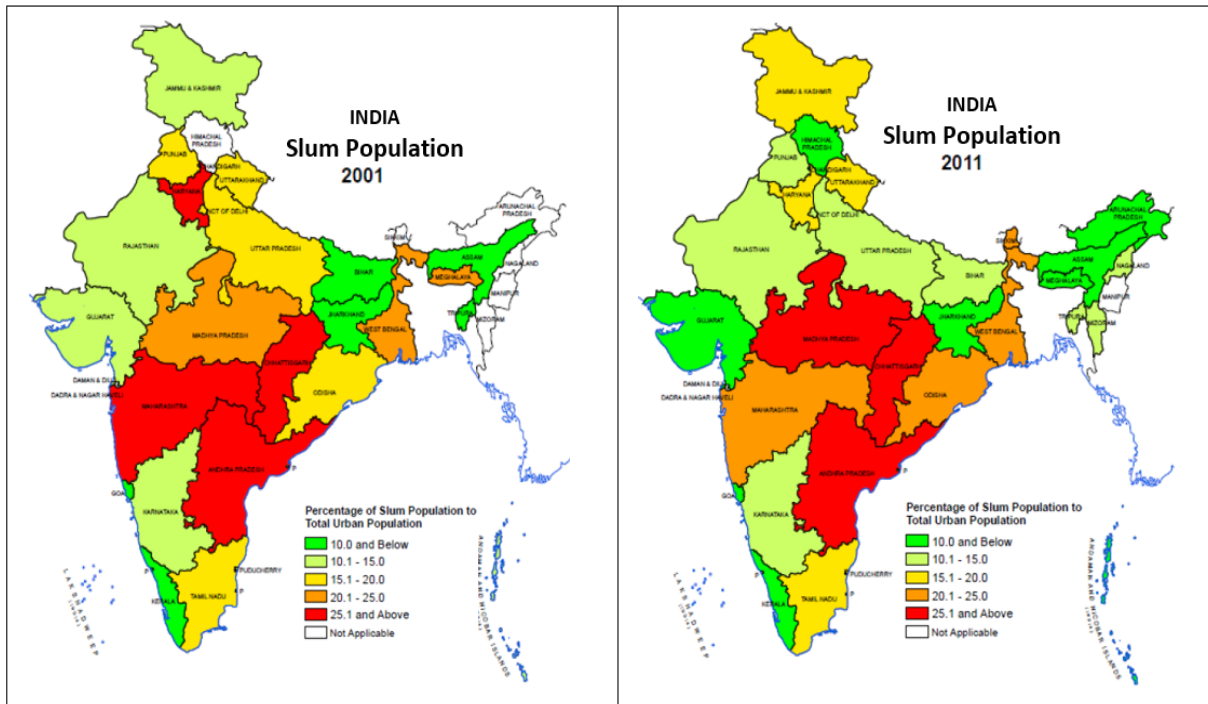 INDIA
Slum Population
2001
JAMMU & KASHMIR
HIMACHAL
PRADESH
PUNJAB
CHANDIGARH
UTTARAKHAND
HARYANA
NCT OF DELHI
ARUNACHAL
PRADESH
RAJASTHAN
UTTAR PRADESH
SIKKIM
ASSAM
NAGALAND
BIHAR
MEGHALAYA
MANIPUR
JHARKHAND
TRIPURA
MIZORAM
GUJARAT
MADHYA PRADESH
WEST BENGAL
CHHATTISGARH
DAMAN & DIU
DADRA & NAGAR HAVELI
ODISHA
MAHARASHTRA
ANDHRA PRADESH
P
GOA
KARNATAKA
Percentage of Slum Population to
Total Urban Population
10.0 and Below
10.1 - 15.0
15.1 - 20.0
20.1 - 25.0
25.1 and Above
Not Applicable
PUDUCHERRY
P
P
TAMIL NADU
KERALA
LAKSHADWEEP
ANDAMAN AND NICOBAR ISLANDS
INDIA
Slum Population
2011
JAMMU & KASHMIR
HIMACHAL
PRADESH
PUNJAB
CHANDIGARH
UTTARAKHAND
HARYANA
NCT OF DELHI
ARUNACHAL
PRADESH
RAJASTHAN
UTTAR PRADESH
SIKKIM
ASSAM
NAGALAND
BIHAR
MEGHALAYA
MANIPUR
JHARKHAND
TRIPURA
MIZORAM
GUJARAT
MADHYA PRADESH
WEST BENGAL
CHHATTISGARH
DAMAN & DIU
DADRA & NAGAR HAVELI
ODISHA
MAHARASHTRA
ANDHRA PRADESH
P
GOA
KARNATAKA
Percentage of Slum Population to
Total Urban Population
10.0 and Below
10.1 - 15.0
15.1 - 20.0
20.1 - 25.0
25.1 and Above
Not Applicable
PUDUCHERRY
P
P
TAMIL NADU
KERALA
LAKSHADWEEP
ANDAMAN AND NICOBAR ISLANDS